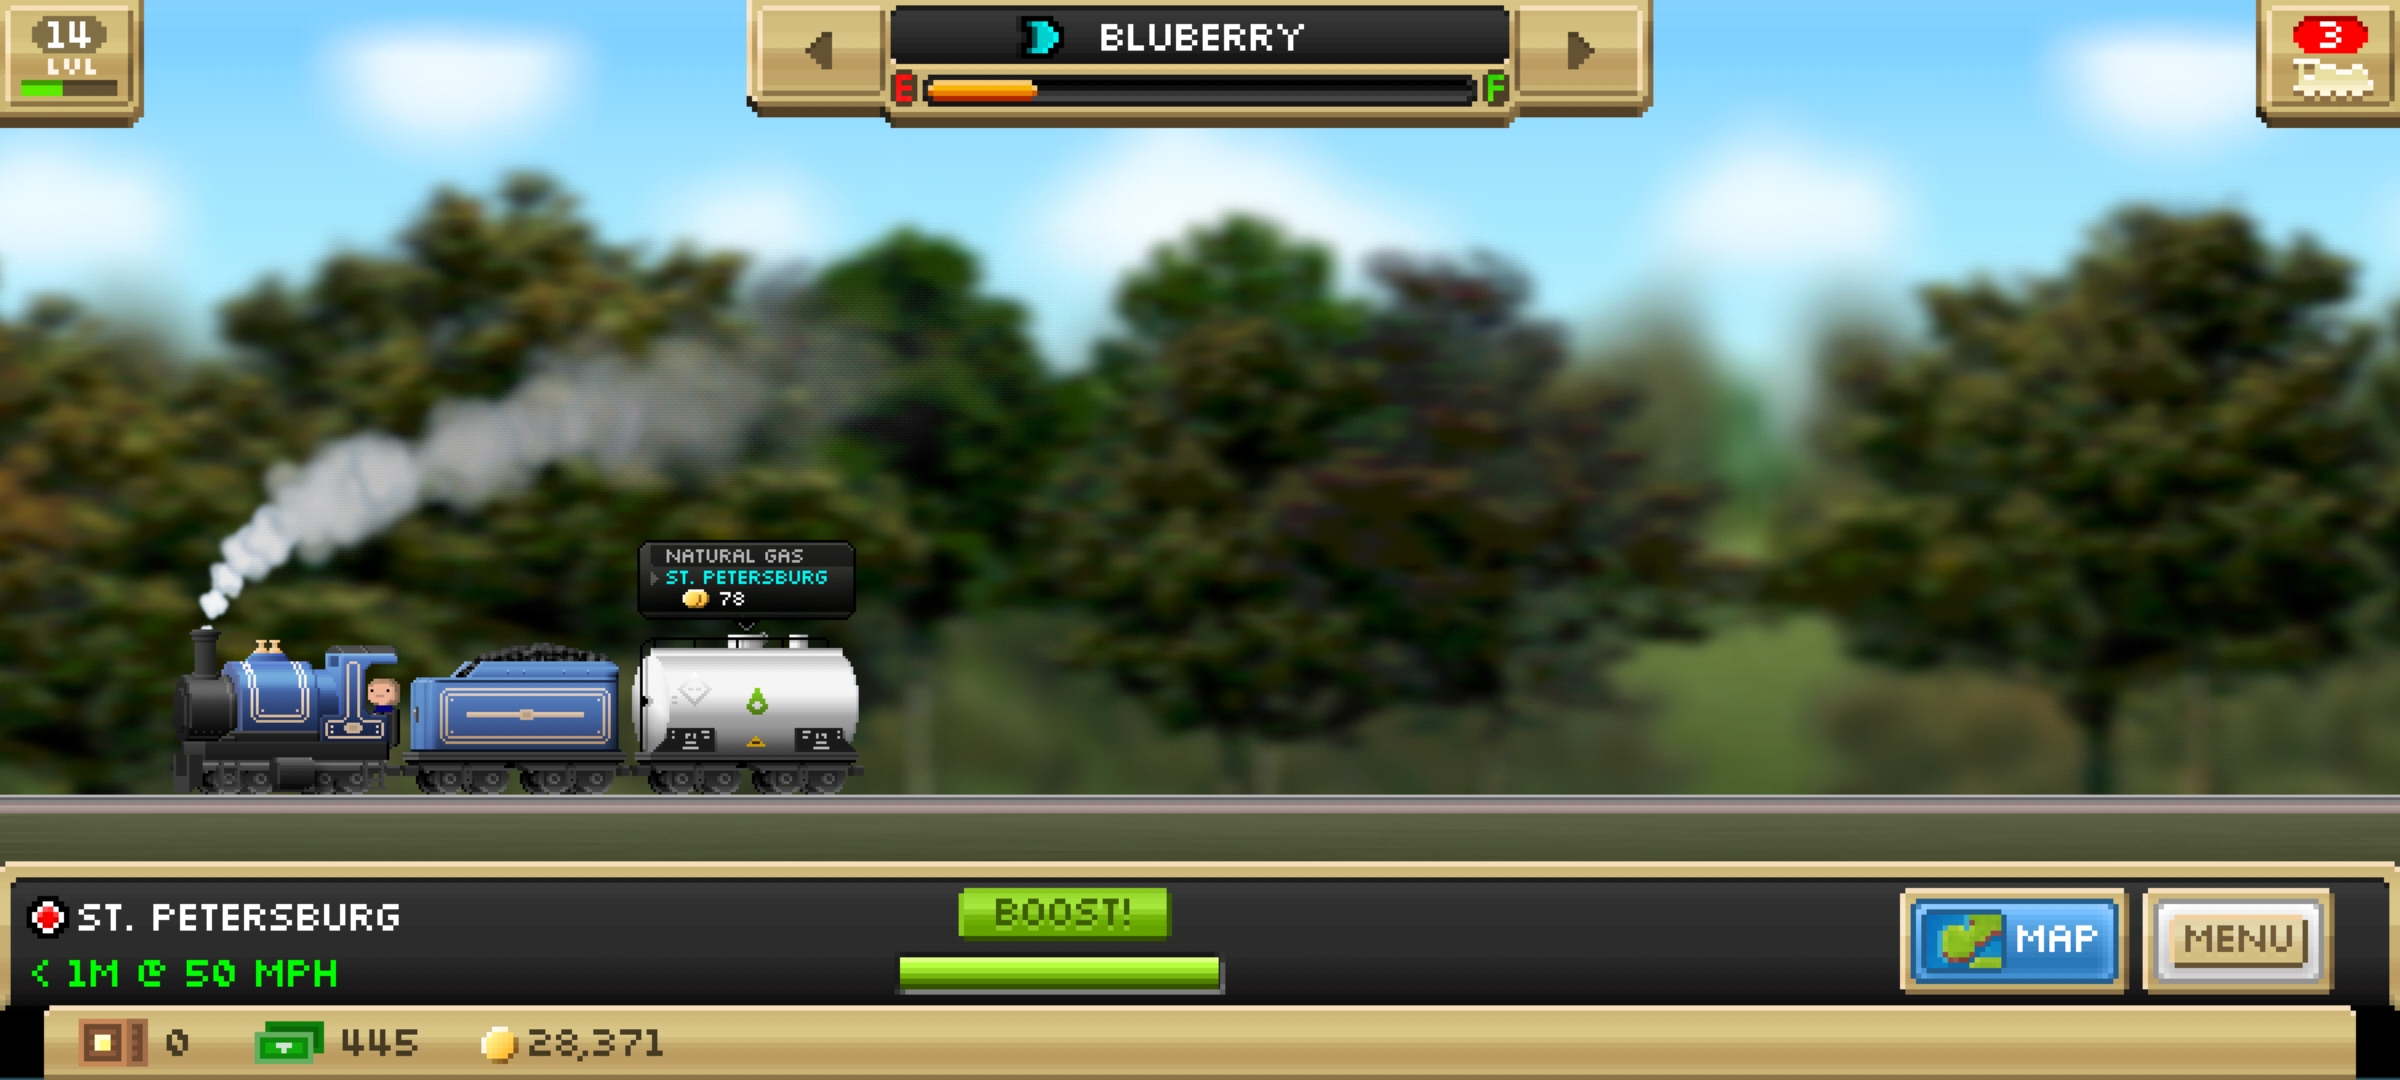 14
LVL
BLUBERRY
E
F
3
NATURAL GAS
ST. PETERSBURG
78
ST. PETERSBURG
< 1M @ 50 MPH
BOOST!
MAP
MENU
0
445
28,371